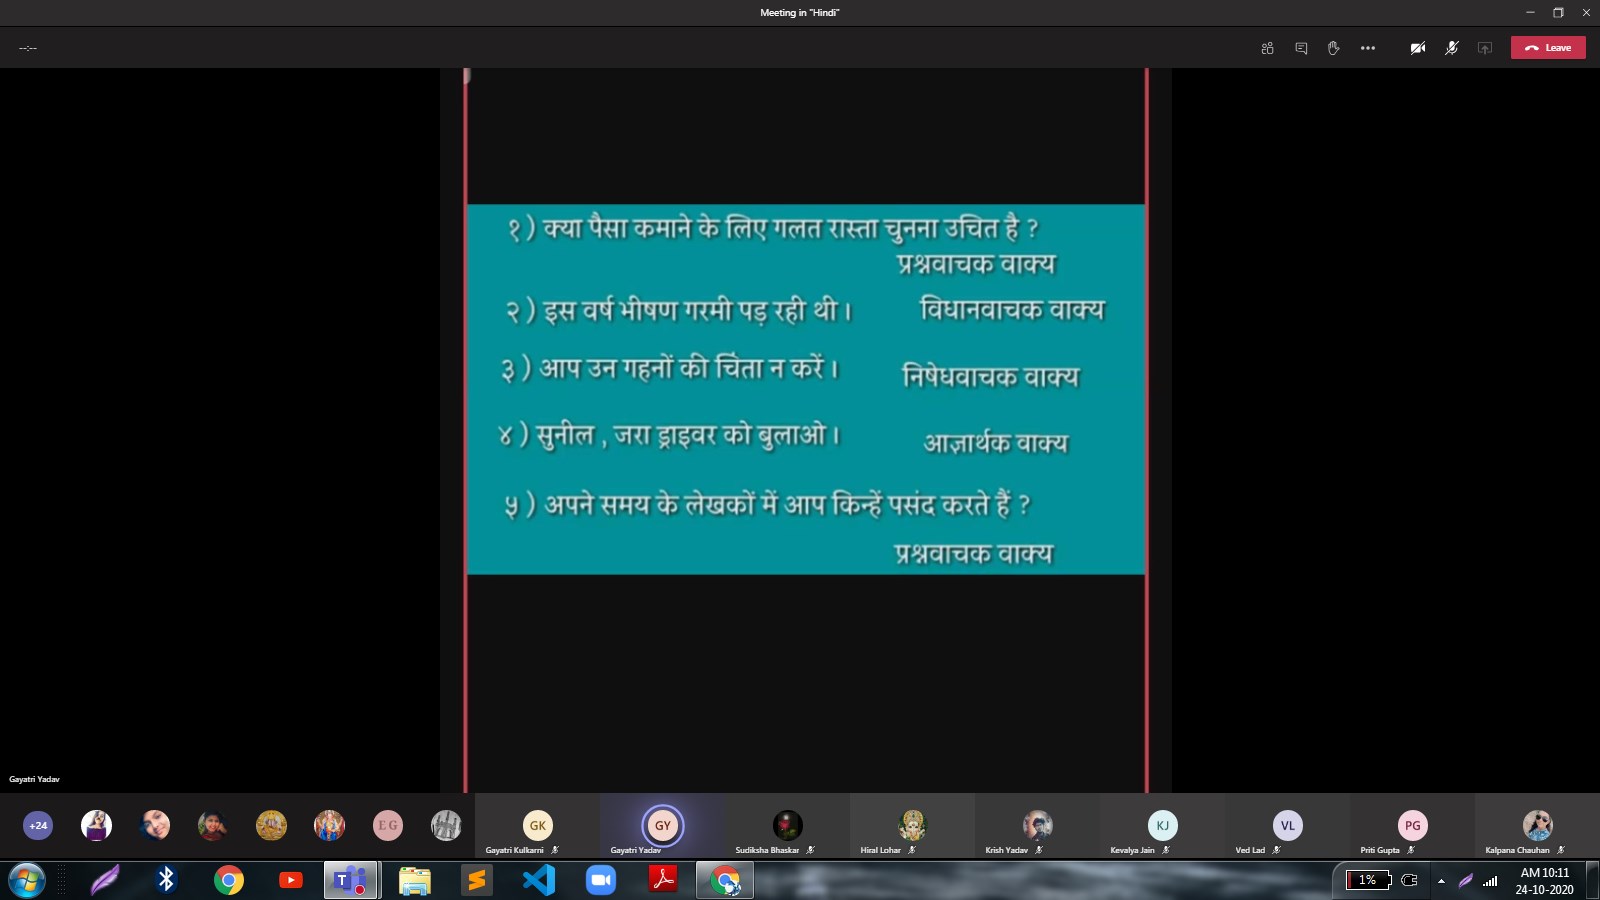 Meeting in "Hindi"
--:--
Leave
१ ) क्या पैसा कमाने के लिए गलत रास्ता चुनना उचित है ?
प्रश्नवाचक वाक्य
२ ) इस वर्ष भीषण गरमी पड़ रही थी । विधानवाचक वाक्य
३ ) आप उन गहनों की चिंता न करें । निषेधवाचक वाक्य
४ ) सुनील , जरा ड्राइवर को बुलाओ । आज्ञार्थक वाक्य
५ ) अपने समय के लेखकों में आप किन्हें पसंद करते हैं ?
प्रश्नवाचक वाक्य
Gayatri Yadav
+24 EG GK GY KJ VL PG
Gayatri Kulkarni Gayatri Yadav Sudiksha Bhaskar Hiral Lohar Krish Yadav Kevalya Jain Ved Lad Priti Gupta Kalpana Chauhan
1% AM 10:11
24-10-2020